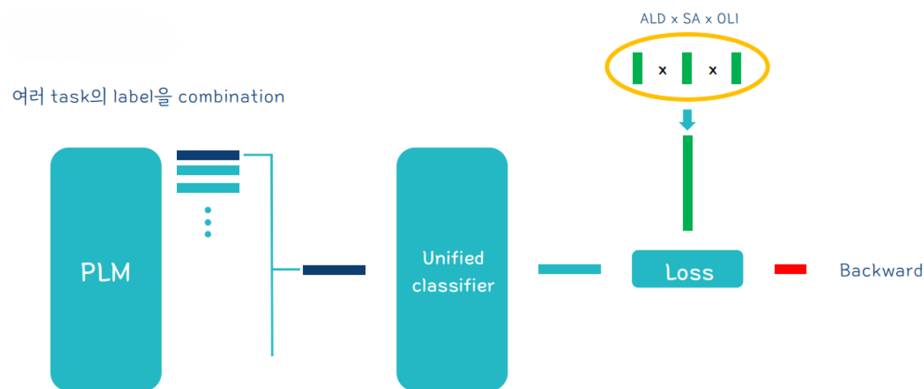 ALD x SA x OLI
x x
여러 task의 label을 combination
PLM
Unified
classifier
Loss
Backward